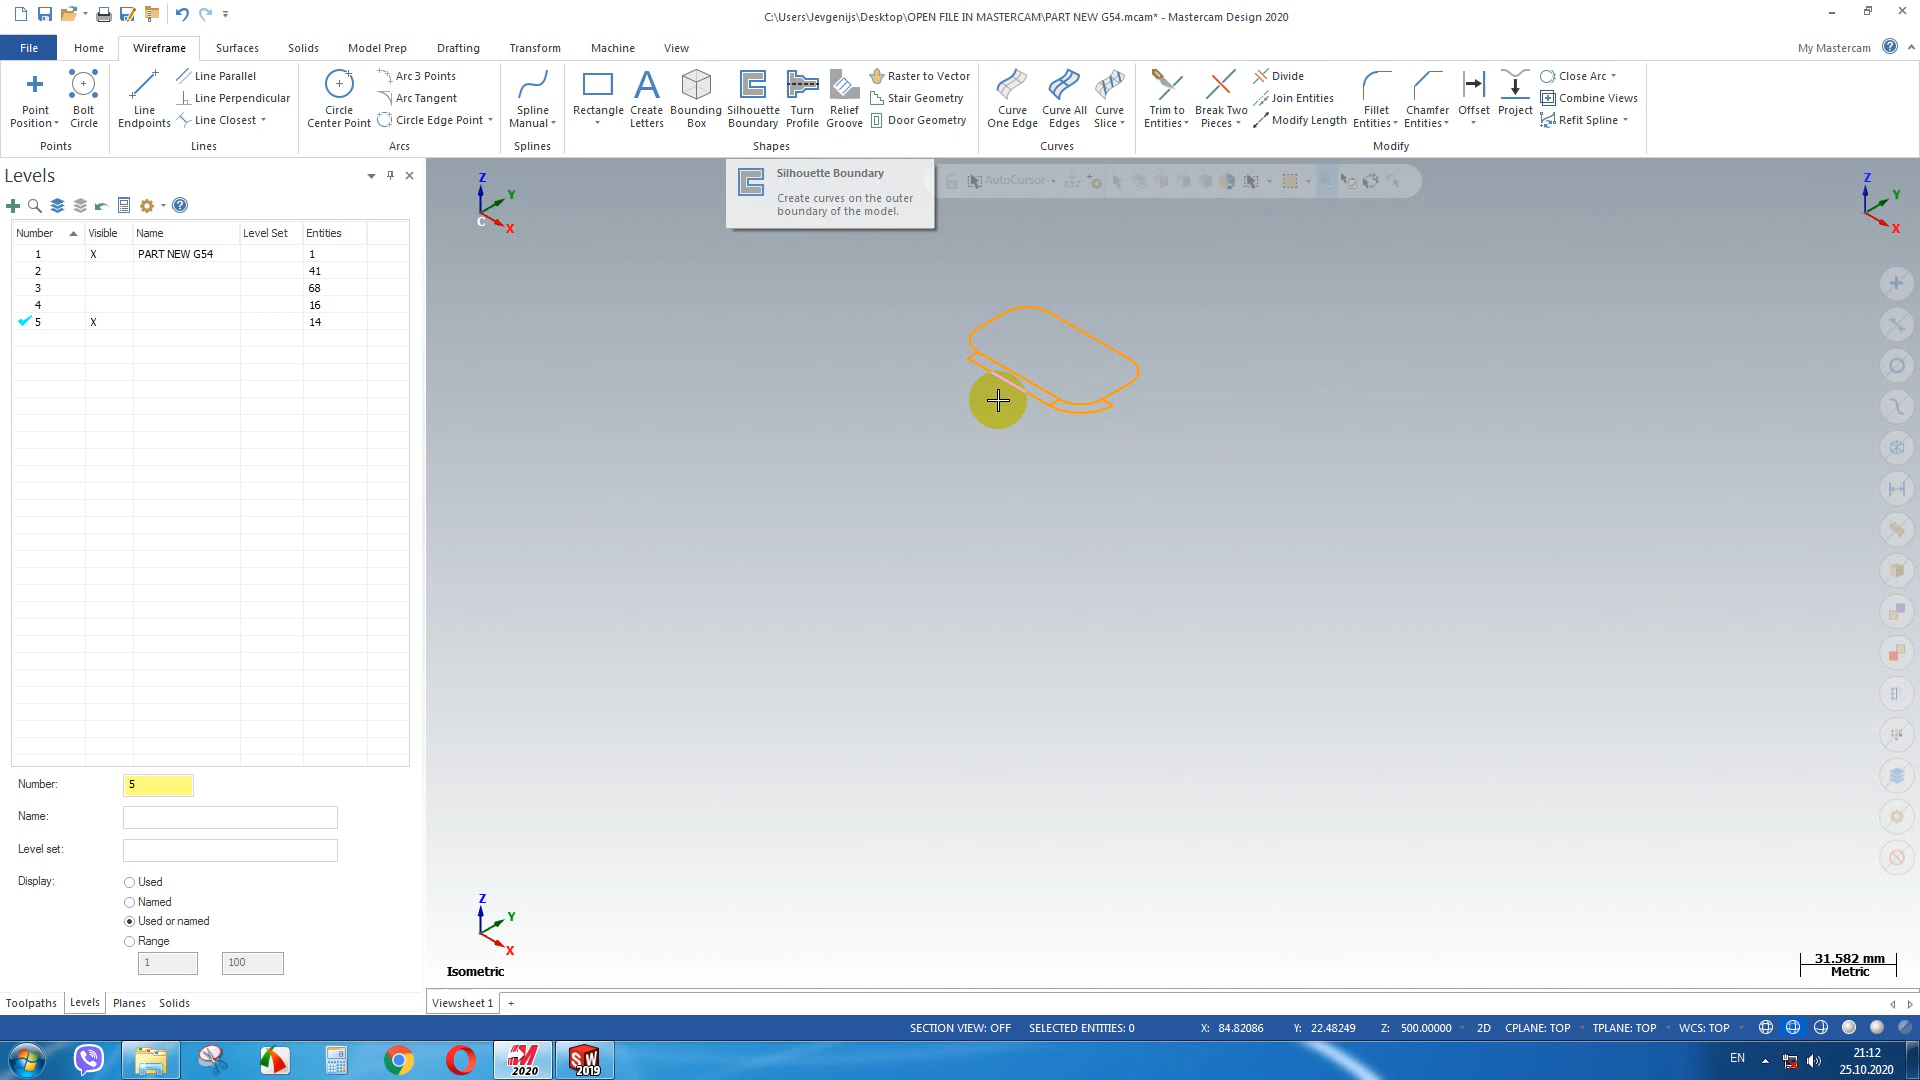 C:\Users\Jevgenijs\Desktop\OPEN FILE IN MASTERCAM\PART NEW G54.mcam* - Mastercam Design 2020
File Home Wireframe Surfaces Solids Model Prep Drafting Transform Machine View My Mastercam
Point Position
Bolt Circle
Points
Line Endpoints
Line Parallel
Line Perpendicular
Line Closest
Lines
Circle Center Point
Arc 3 Points
Arc Tangent
Circle Edge Point
Arcs
Spline Manual
Splines
Rectangle
Create Letters
Bounding Box
Silhouette Boundary
Turn Profile
Relief Groove
Raster to Vector
Stair Geometry
Door Geometry
Shapes
Curve One Edge
Curve All Edges
Curve Slice
Curves
Trim to Entities
Break Two Pieces
Divide
Join Entities
Modify Length
Fillet Entities
Chamfer Entities
Offset
Project
Close Arc
Combine Views
Refit Spline
Modify
Levels
Number Visible Name Level Set Entities
1 X PART NEW G54 1
2 41
3 68
4 16
5 X 14
Number: 5
Name:
Level set:
Display:
Used
Named
Used or named
Range
1 100
Toolpaths Levels Planes Solids
Silhouette Boundary
Create curves on the outer
boundary of the model.
AutoCursor
Z Y X C
Z Y X
Z Y X
Isometric
31.582 mm
Metric
Viewsheet 1 +
SECTION VIEW: OFF SELECTED ENTITIES: 0 X: 84.82086 Y: 22.48249 Z: 500.00000 2D CPLANE: TOP TPLANE: TOP WCS: TOP
2020
SW
2019
EN
21:12
25.10.2020